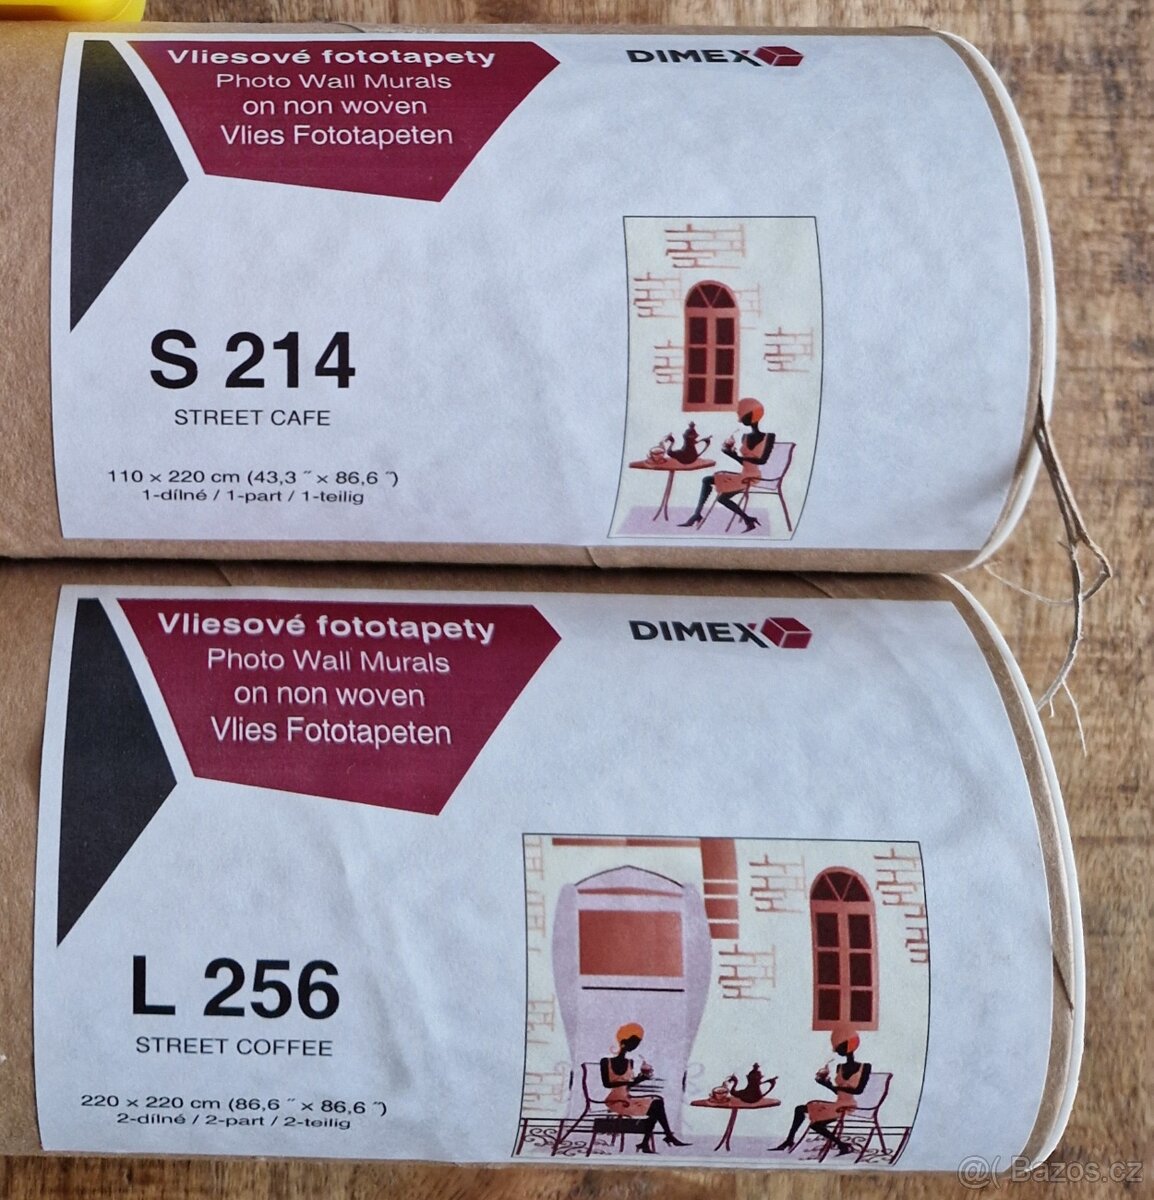 Vliesové fototapety
Photo Wall Murals
on non woven
Vlies Fototapeten
DIMEX
S 214
STREET CAFE
110 × 220 cm (43,3 ˝ × 86,6 ˝)
1-dílné / 1-part / 1-teilig
Vliesové fototapety
Photo Wall Murals
on non woven
Vlies Fototapeten
DIMEX
L 256
STREET COFFEE
220 × 220 cm (86,6 ˝ × 86,6 ˝)
2-dílné / 2-part / 2-teilig
@( Bazos.cz